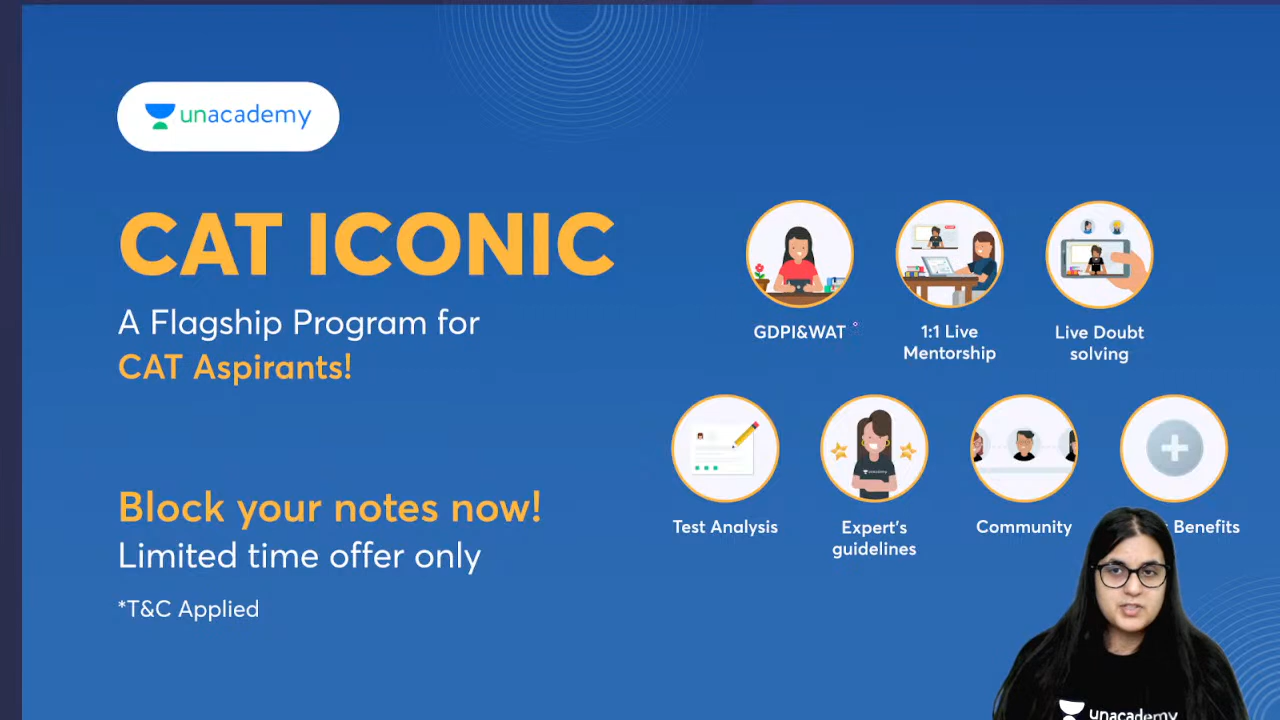 unacademy
CAT ICONIC
A Flagship Program for
CAT Aspirants!
Block your notes now!
Limited time offer only
*T&C Applied
GDPI&WAT
1:1 Live
Mentorship
Live Doubt
solving
Test Analysis
Expert's
guidelines
Community
Benefits
unacademy